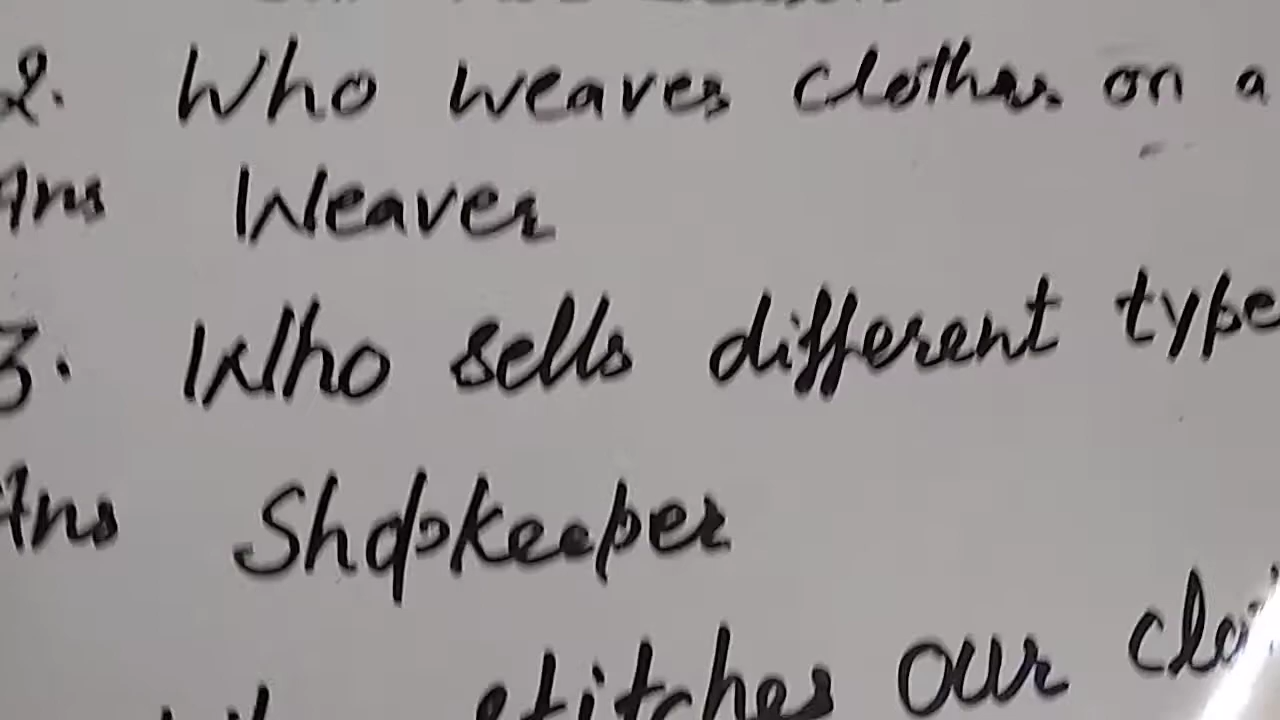 2. Who weaves clothes on a
Ans Weaver
3. Who sells different type
Ans Shopkeeper
stitches our